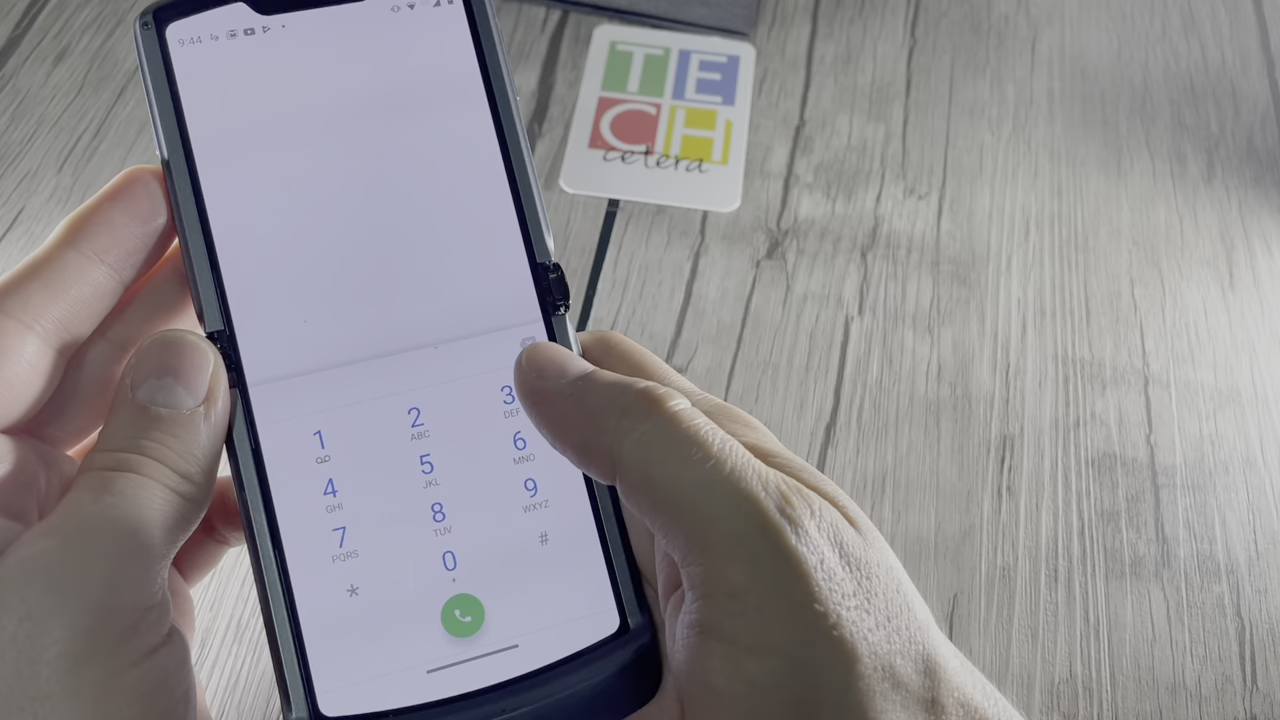 9:44
TE
CH
cetera
1
2
ABC
3
DEF
4
GHI
5
JKL
6
MNO
7
PQRS
8
TUV
9
WXYZ
*
0
+
#